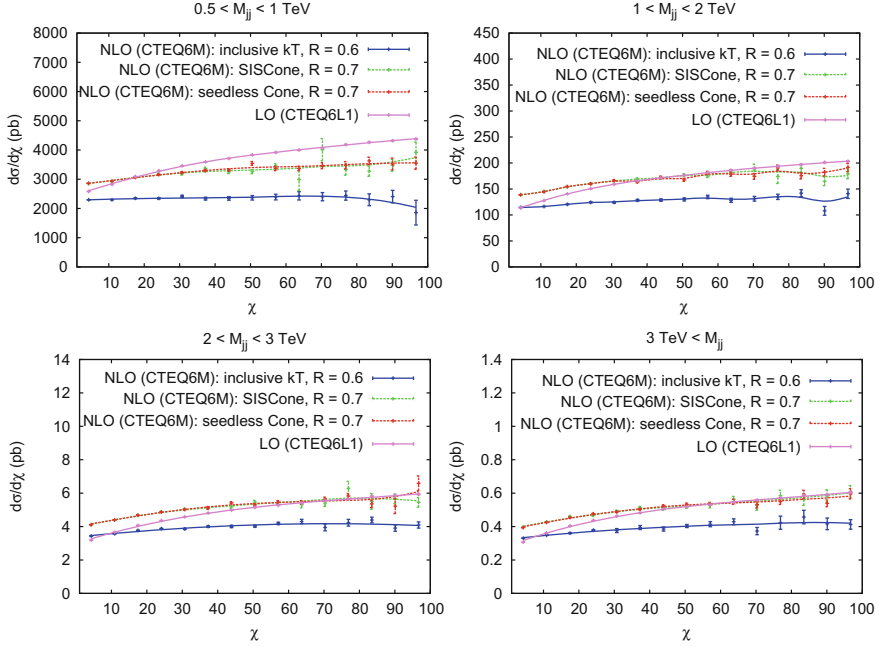 0.5 < Mjj < 1 TeV
dσ/dχ (pb)
8000
7000
6000
5000
4000
3000
2000
1000
0
NLO (CTEQ6M): inclusive kT, R = 0.6
NLO (CTEQ6M): SISCone, R = 0.7
NLO (CTEQ6M): seedless Cone, R = 0.7
LO (CTEQ6L1)
10 20 30 40 50 60 70 80 90 100
χ
1 < Mjj < 2 TeV
dσ/dχ (pb)
450
400
350
300
250
200
150
100
50
0
NLO (CTEQ6M): inclusive kT, R = 0.6
NLO (CTEQ6M): SISCone, R = 0.7
NLO (CTEQ6M): seedless Cone, R = 0.7
LO (CTEQ6L1)
10 20 30 40 50 60 70 80 90 100
χ
2 < Mjj < 3 TeV
dσ/dχ (pb)
14
12
10
8
6
4
2
0
NLO (CTEQ6M): inclusive kT, R = 0.6
NLO (CTEQ6M): SISCone, R = 0.7
NLO (CTEQ6M): seedless Cone, R = 0.7
LO (CTEQ6L1)
10 20 30 40 50 60 70 80 90 100
χ
3 TeV < Mjj
dσ/dχ (pb)
1.4
1.2
1
0.8
0.6
0.4
0.2
0
NLO (CTEQ6M): inclusive kT, R = 0.6
NLO (CTEQ6M): SISCone, R = 0.7
NLO (CTEQ6M): seedless Cone, R = 0.7
LO (CTEQ6L1)
10 20 30 40 50 60 70 80 90 100
χ